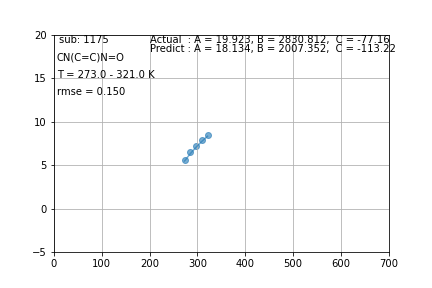 sub: 1175
Actual : A = 19.923, B = 2830.812, C = -77.16
Predict : A = 18.134, B = 2007.352, C = -113.22
CN(C=C)N=O
T = 273.0 - 321.0 K
rmse = 0.150
20
15
10
5
0
−5
0 100 200 300 400 500 600 700